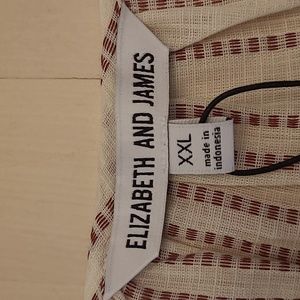 ELIZABETH AND JAMES
XXL
made in
indonesia